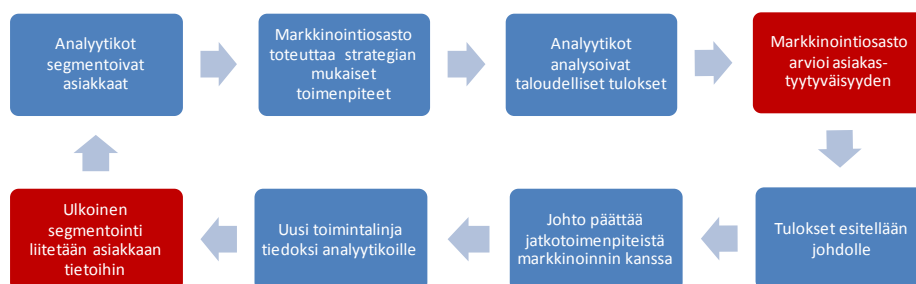 Analyytikot
segmentoivat
asiakkaat
Markkinointiosasto
toteuttaa strategian
mukaiset
toimenpiteet
Analyytikot
analysoivat
taloudelliset tulokset
Markkinointiosasto
arvioi asiakas-
tyytyväisyyden
Ulkoinen
segmentointi
liitetään asiakkaan
tietoihin
Uusi toimintalinja
tiedoksi analyytikoille
Johto päättää
jatkotoimenpiteistä
markkinoinnin kanssa
Tulokset esitellään
johdolle